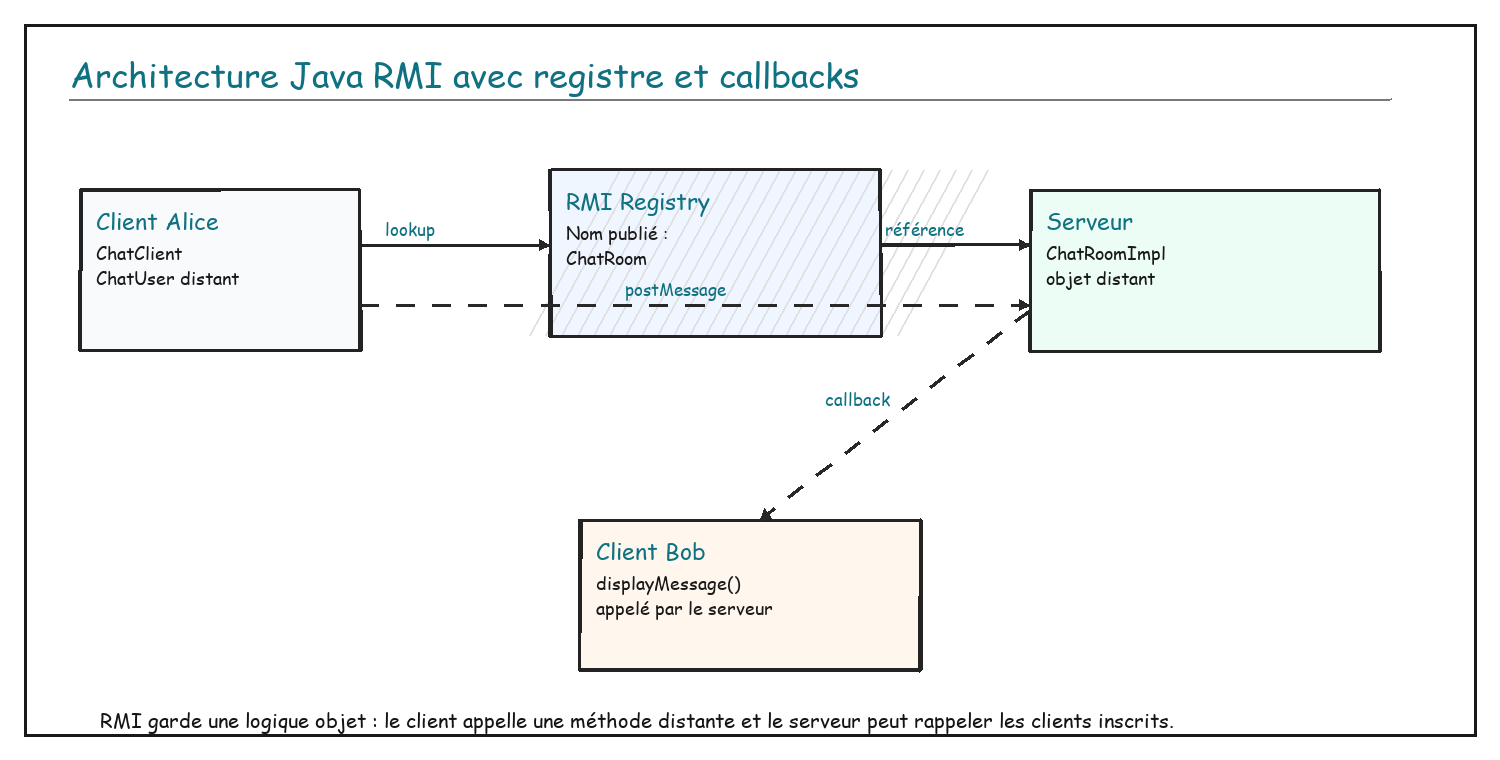 Architecture Java RMI avec registre et callbacks
Client Alice
ChatClient
ChatUser distant
lookup
RMI Registry
Nom publié :
ChatRoom
postMessage
référence
Serveur
ChatRoomImpl
objet distant
callback
Client Bob
displayMessage()
appelé par le serveur
RMI garde une logique objet : le client appelle une méthode distante et le serveur peut rappeler les clients inscrits.